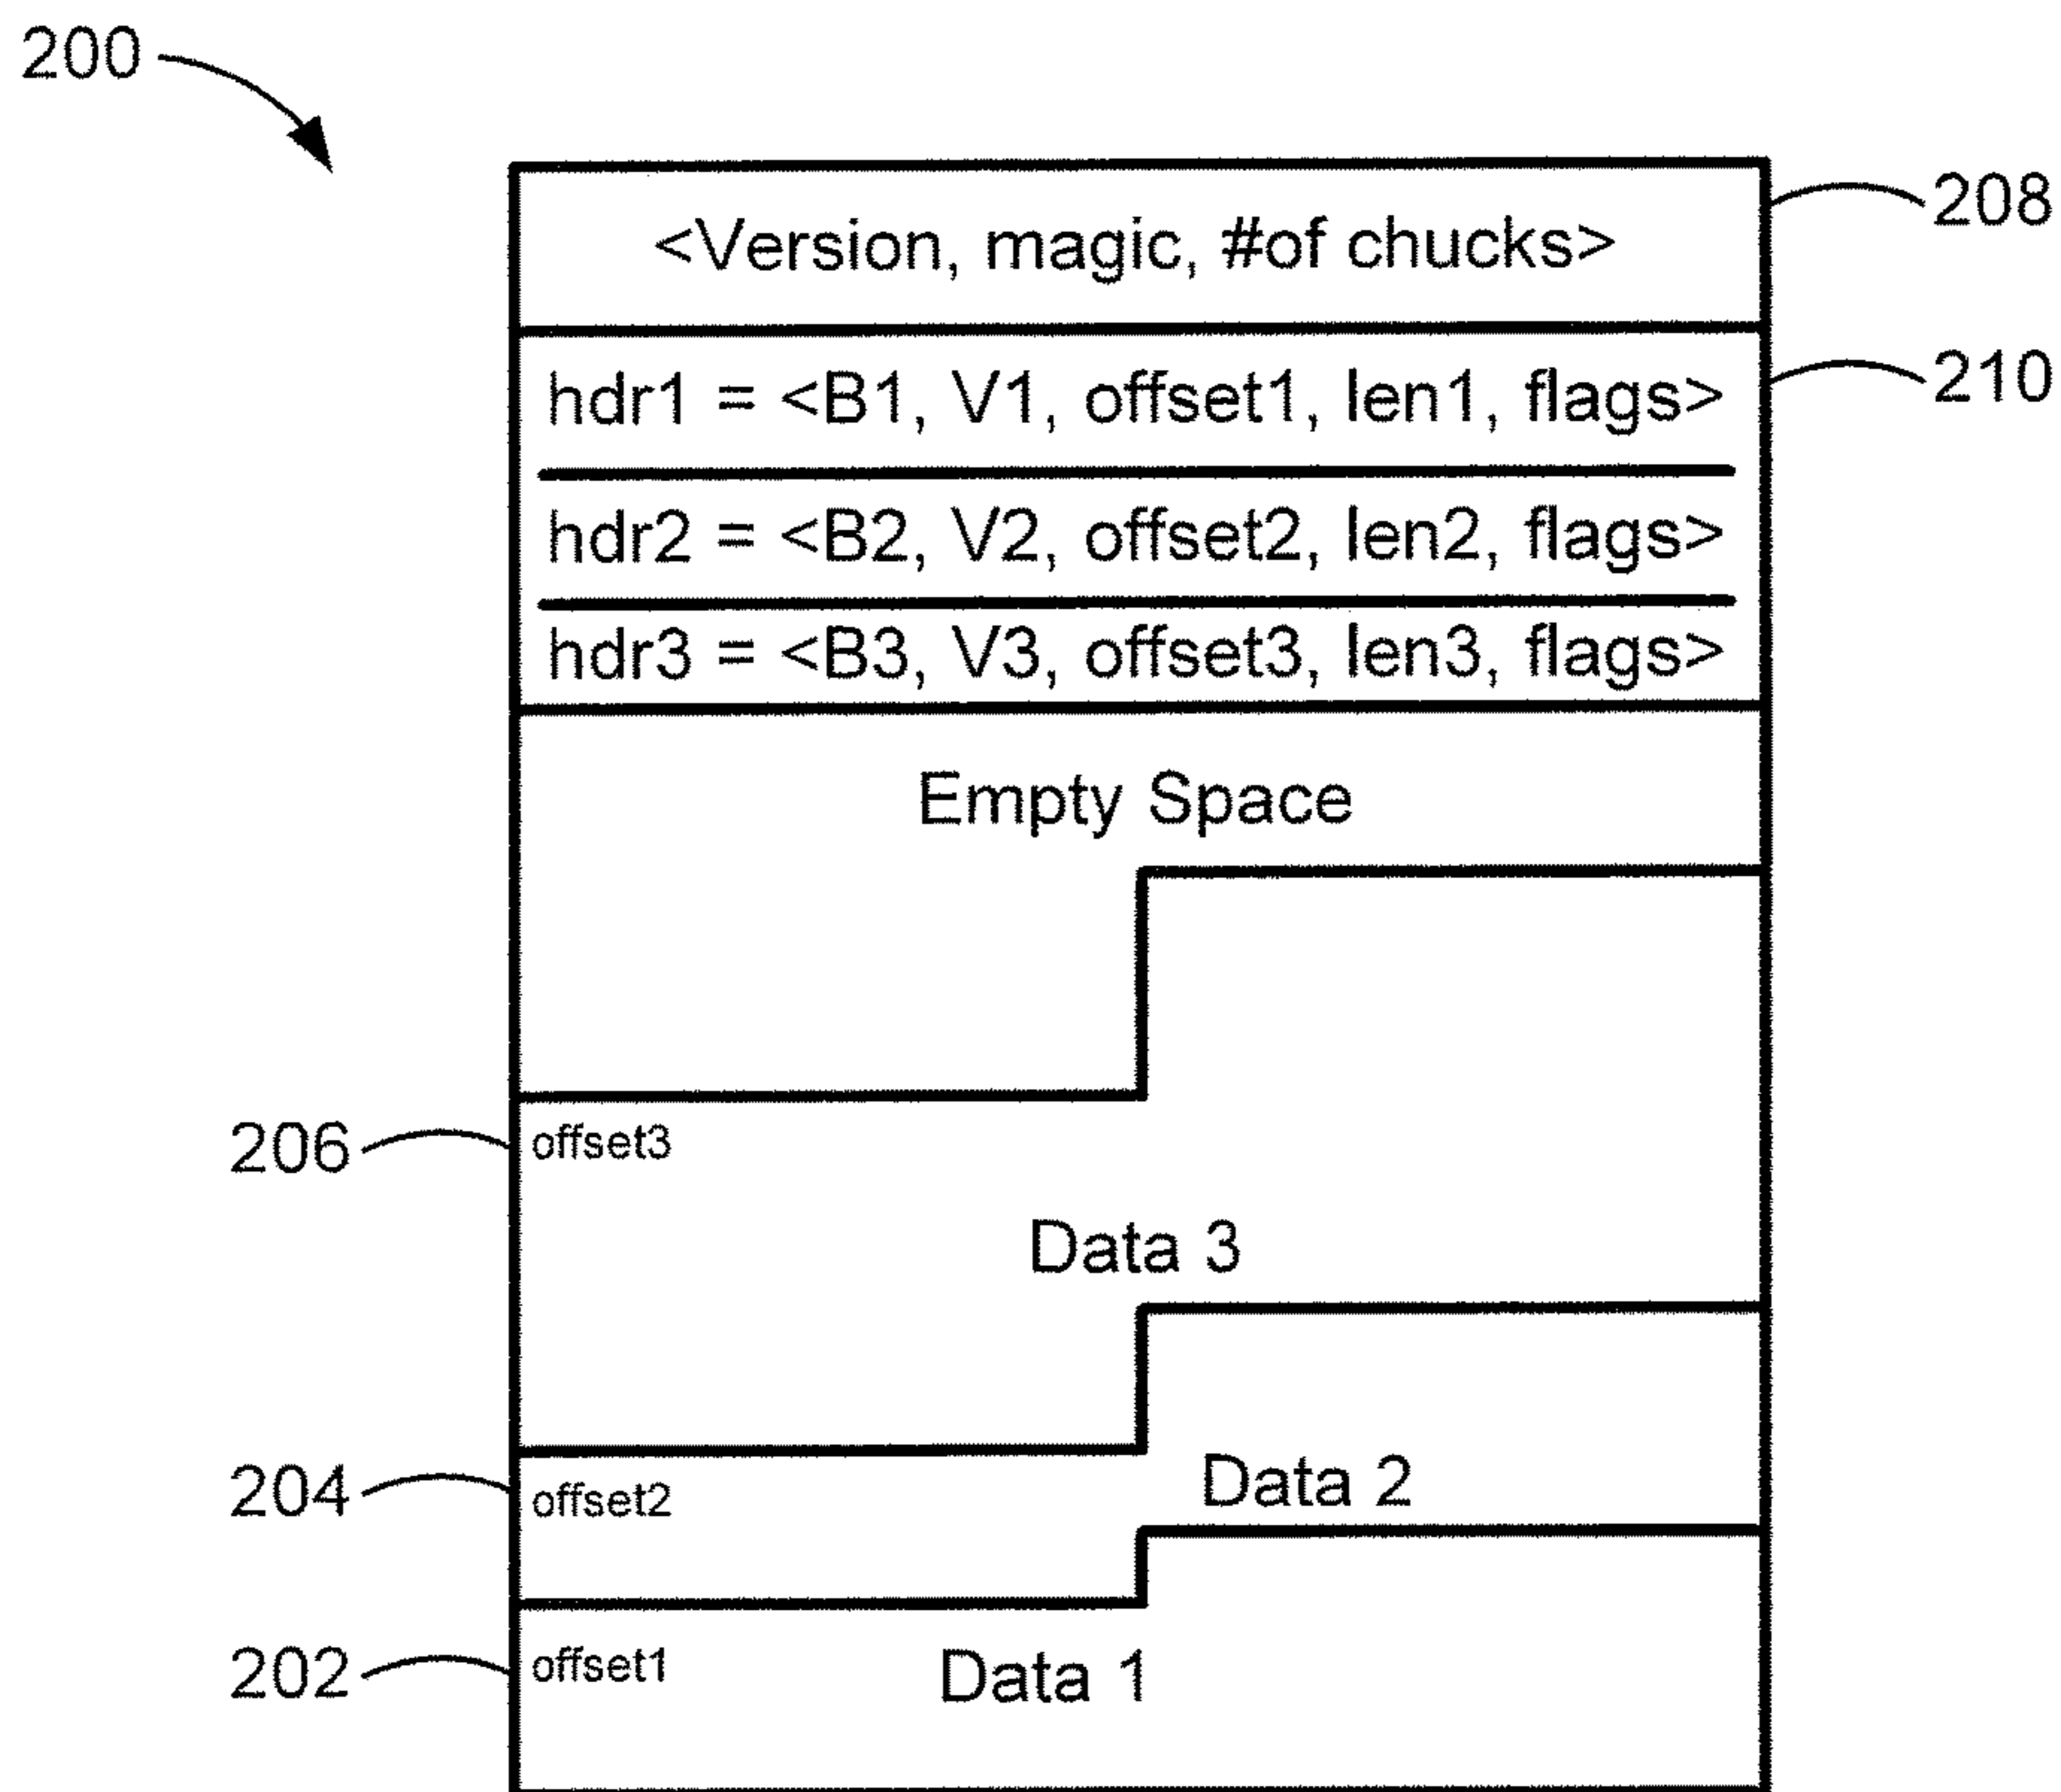 200
<Version, magic, #of chucks>
208
hdr1 = <B1, V1, offset1, len1, flags>
210
hdr2 = <B2, V2, offset2, len2, flags>
hdr3 = <B3, V3, offset3, len3, flags>
Empty Space
206
offset3
Data 3
204
offset2
Data 2
202
offset1
Data 1